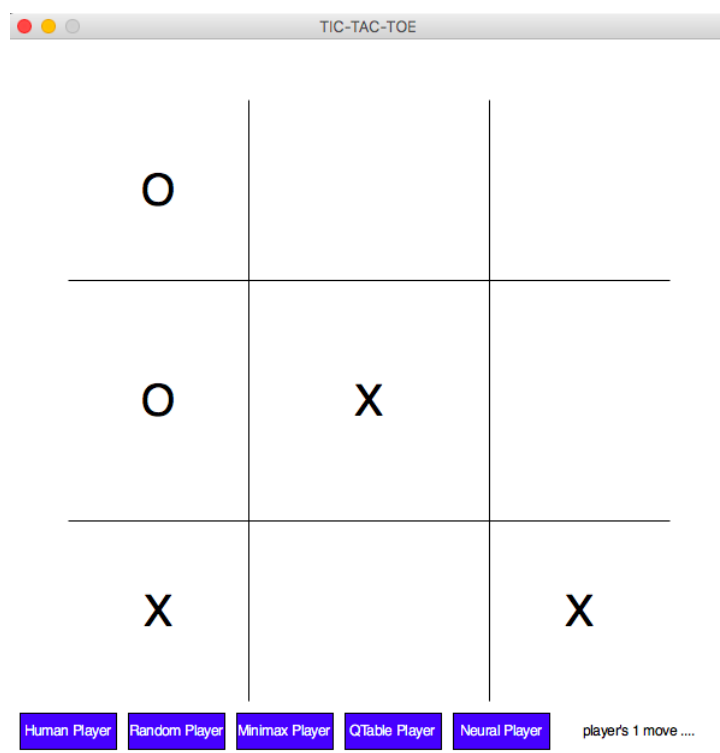 TIC-TAC-TOE
O
O X
X X
Human Player Random Player Minimax Player QTable Player Neural Player player's 1 move ....